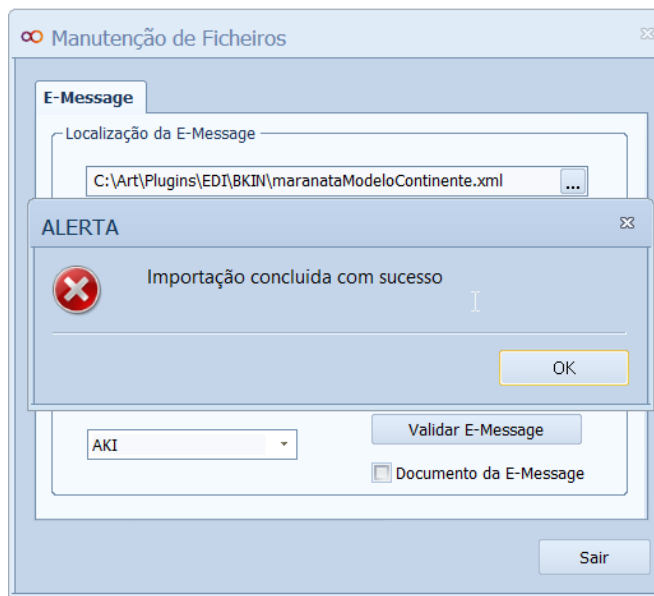 Manutenção de Ficheiros
E-Message
Localização da E-Message
C:\Art\Plugins\EDI\BKIN\maranataModeloContinente.xml
...
ALERTA
Importação concluida com sucesso
OK
AKI
Validar E-Message
Documento da E-Message
Sair